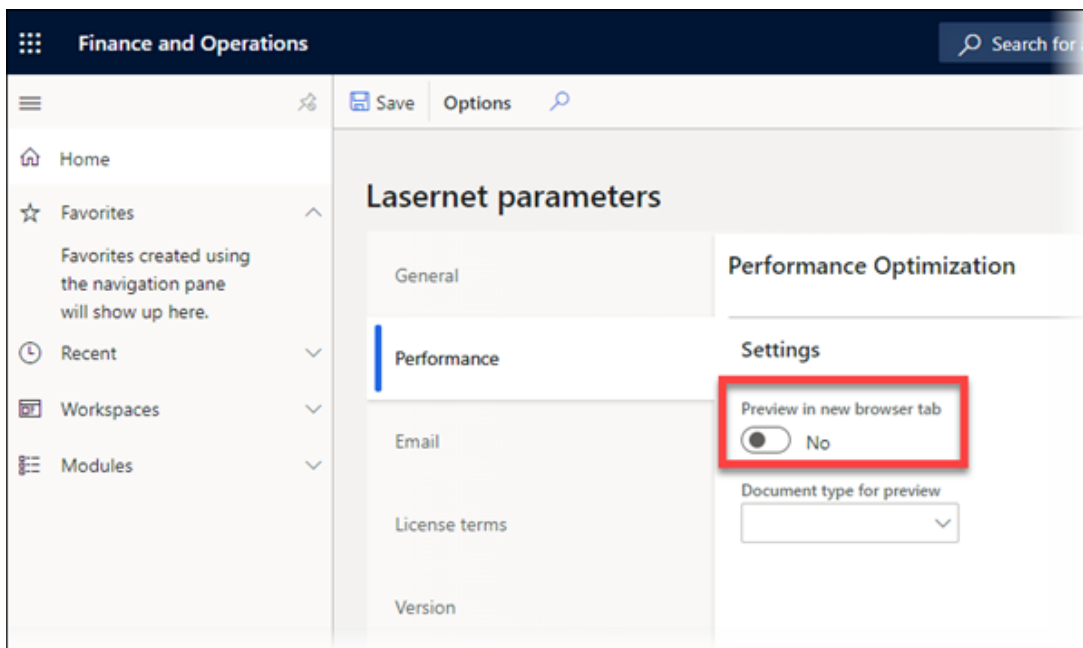 Finance and Operations
Search for
Save
Options
Home
Favorites
Favorites created using
the navigation pane
will show up here.
Recent
Workspaces
Modules
Lasernet parameters
General
Performance
Email
License terms
Version
Performance Optimization
Settings
Preview in new browser tab
No
Document type for preview